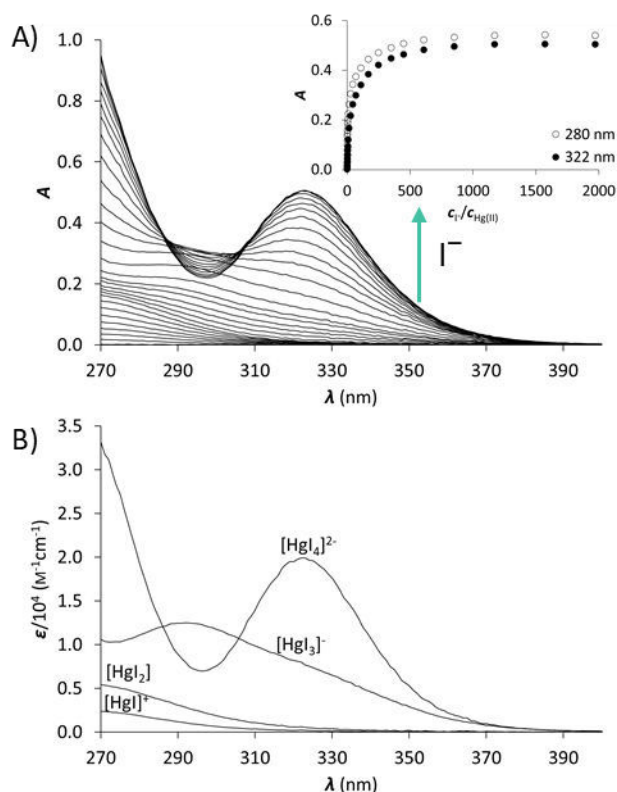 A)
A
1.0
0.8
0.6
0.4
0.2
0.0
270 290 310 330 350 370 390
λ (nm)
A
0.6
0.4
0.2
0.0
0 500 1000 1500 2000
c_I⁻/c_Hg(II)
○ 280 nm
● 322 nm
I⁻
B)
ε/10⁴ (M⁻¹cm⁻¹)
3.5
3.0
2.5
2.0
1.5
1.0
0.5
0.0
[HgI₄]²⁻
[HgI₃]⁻
[HgI₂]
[HgI]⁺
270 290 310 330 350 370 390
λ (nm)